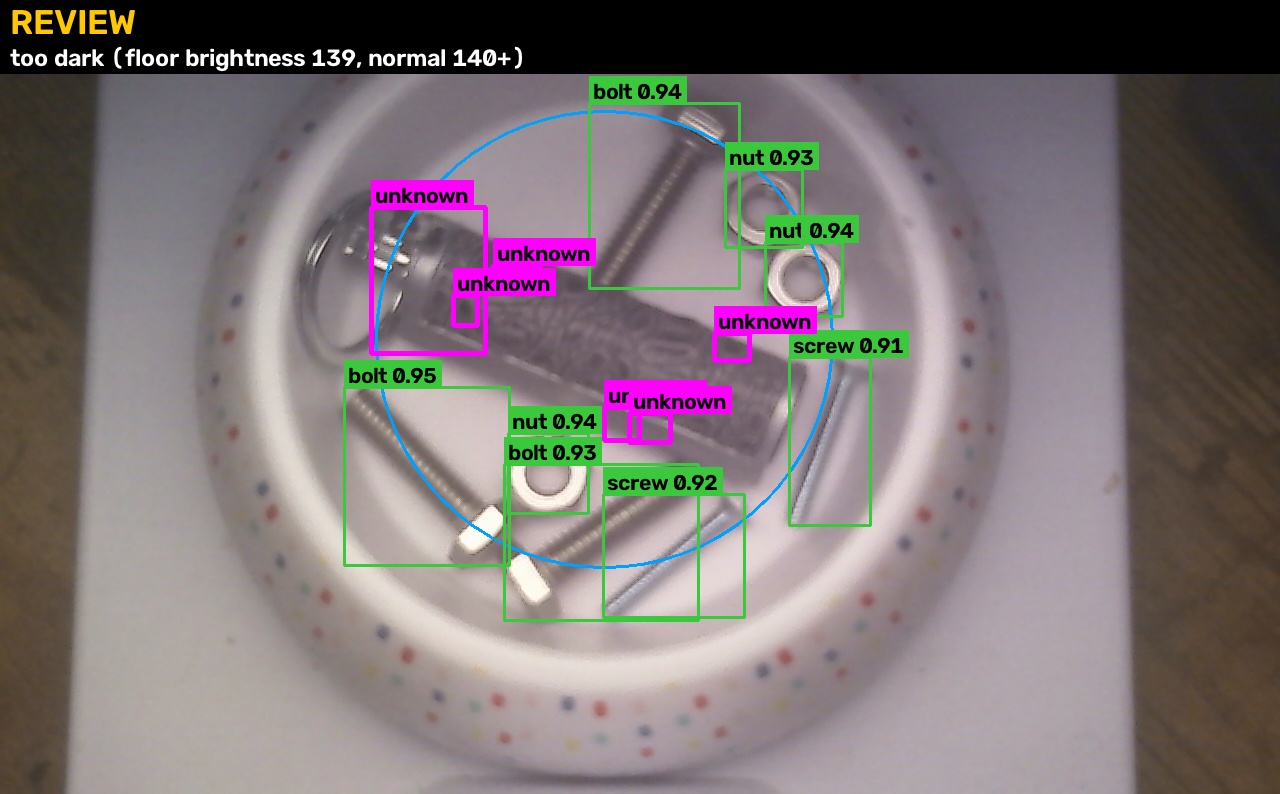 REVIEW
too dark (floor brightness 139, normal 140+)
bolt 0.94
nut 0.93
unknown
nut 0.94
unknown
unknown
unknown
screw 0.91
bolt 0.95
unknown
nut 0.94
bolt 0.93
screw 0.92